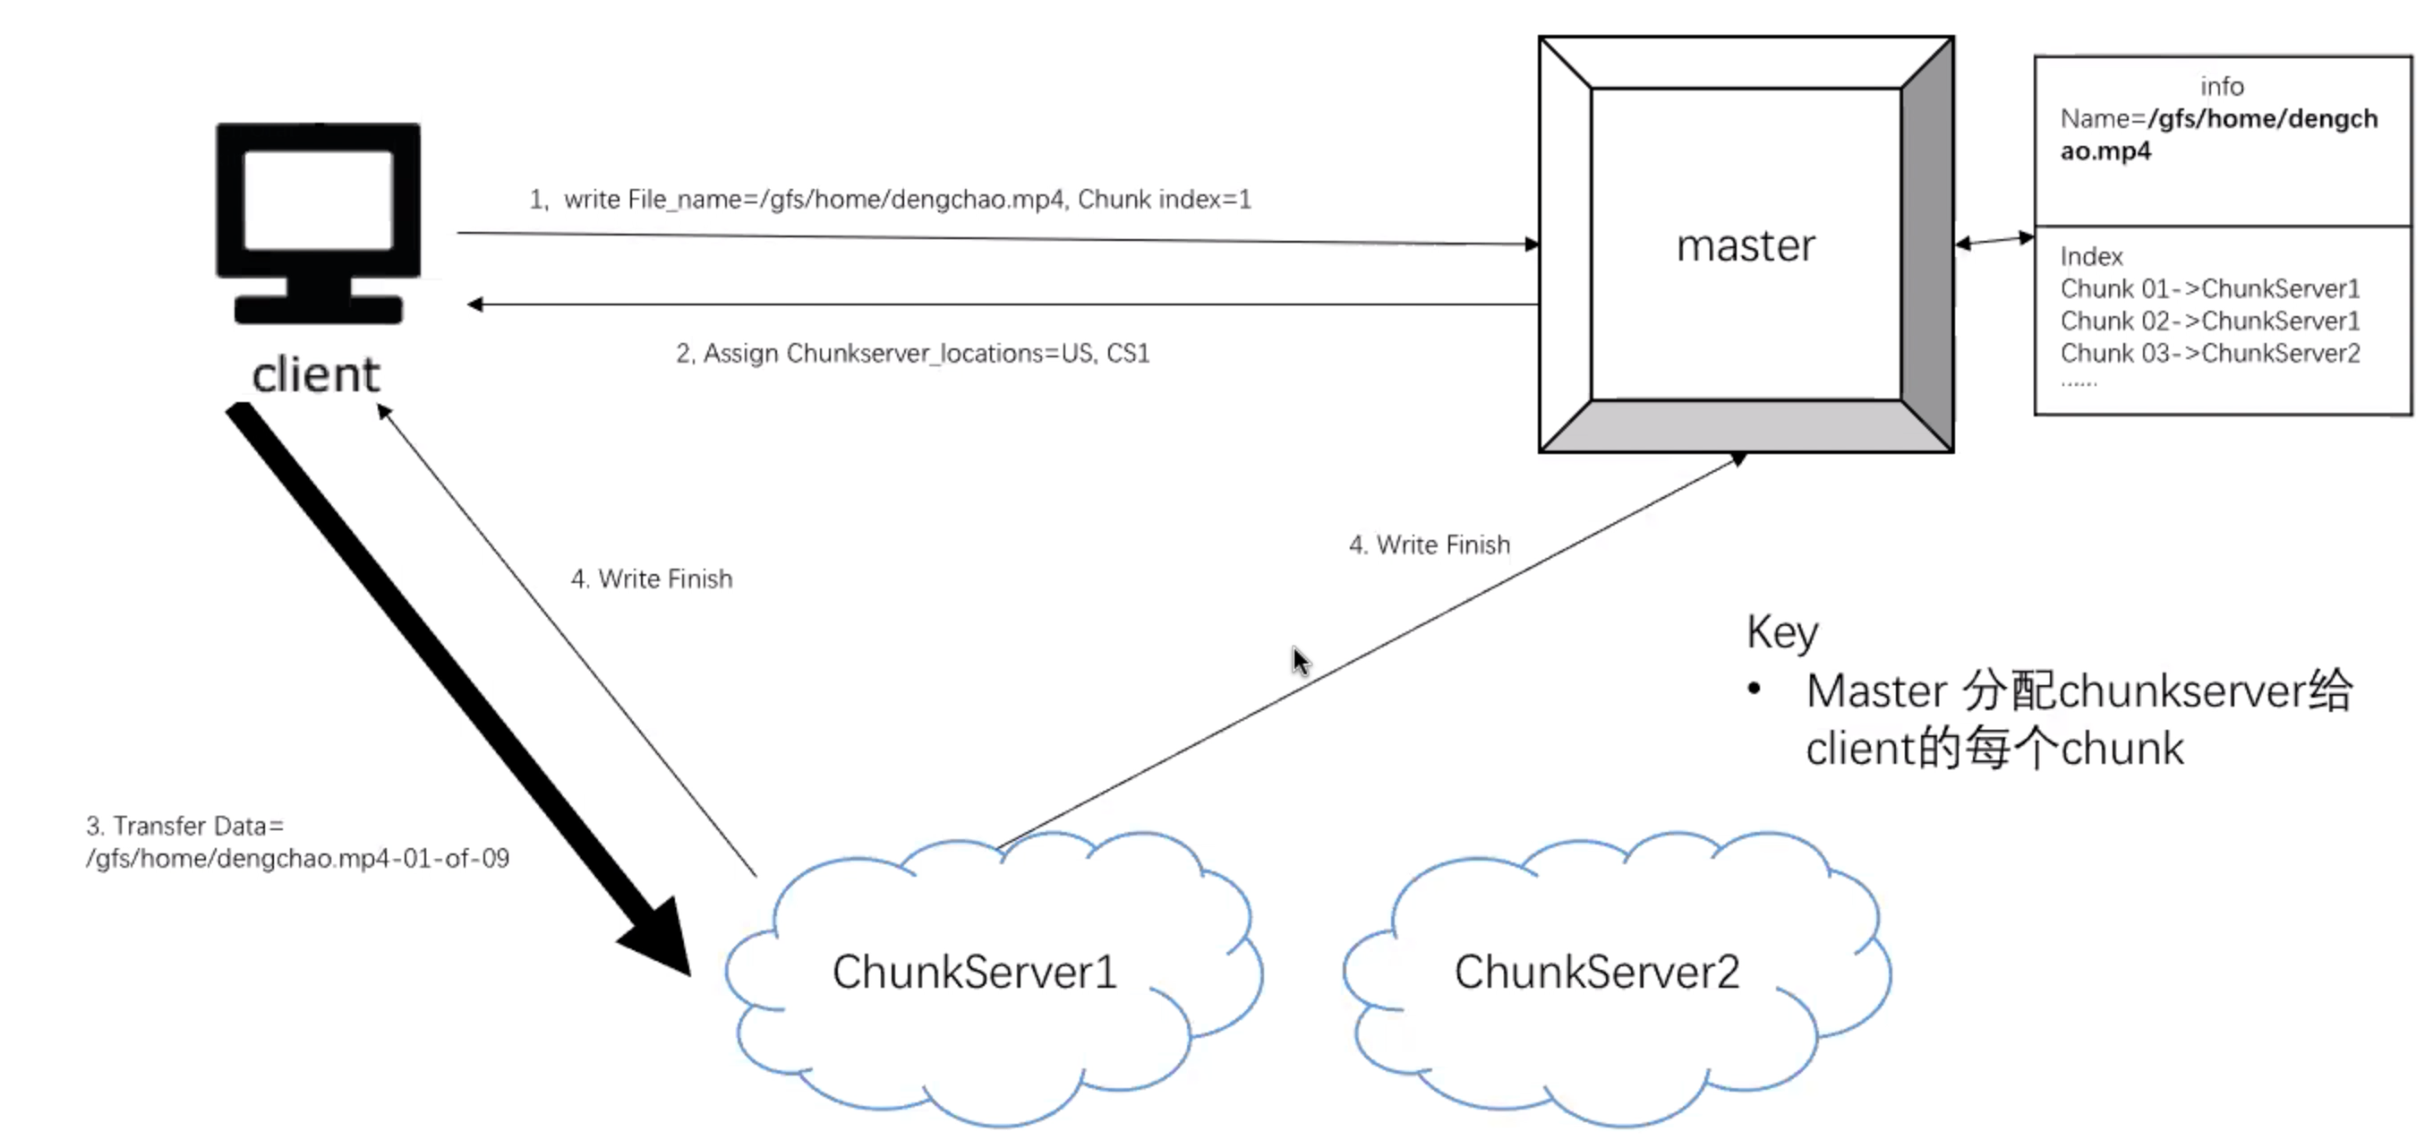 info
Name=/gfs/home/dengch
ao.mp4
1,  write File_name=/gfs/home/dengchao.mp4, Chunk index=1
master
Index
Chunk 01->ChunkServer1
Chunk 02->ChunkServer1
Chunk 03->ChunkServer2
......
2, Assign Chunkserver_locations=US, CS1
client
4. Write Finish
4. Write Finish
Key
• Master 分配chunkserver给
client的每个chunk
3. Transfer Data=
/gfs/home/dengchao.mp4-01-of-09
ChunkServer1
ChunkServer2